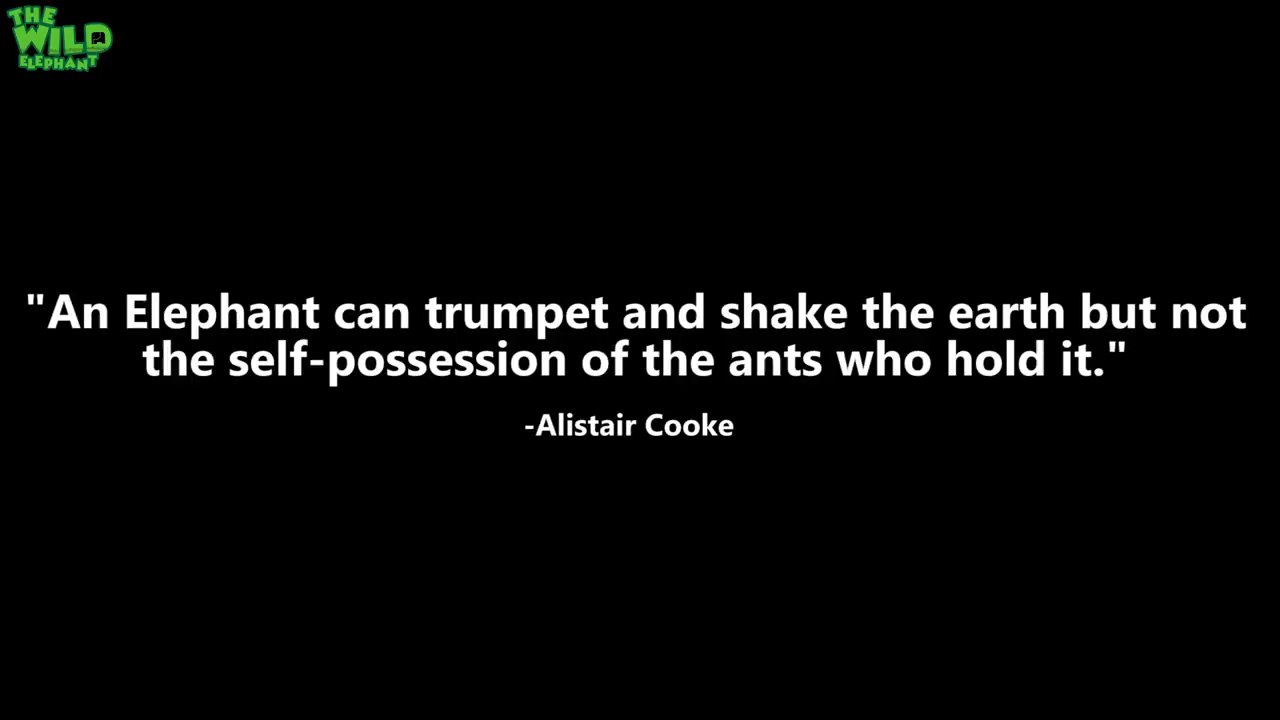 THE
WILD
ELEPHANT
"An Elephant can trumpet and shake the earth but not
the self-possession of the ants who hold it."
-Alistair Cooke